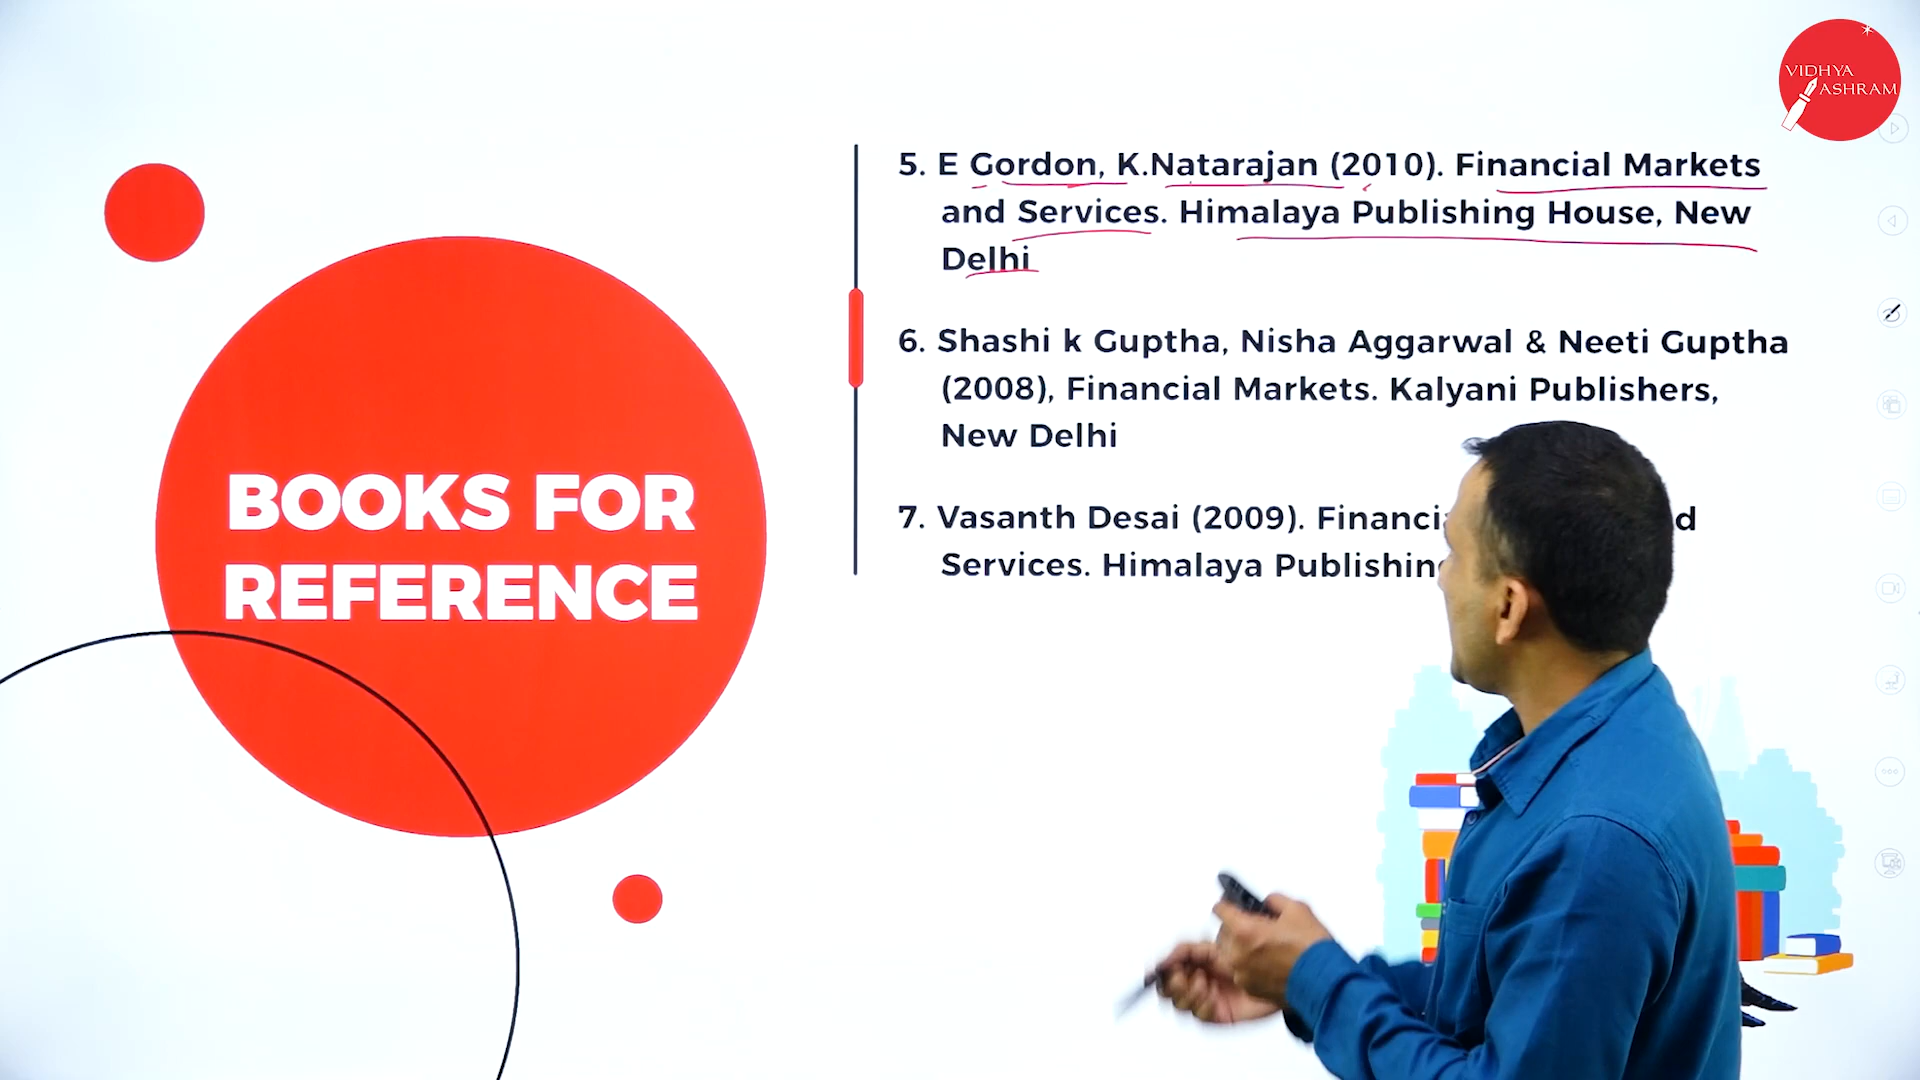 VIDHYA
ASHRAM
5. E Gordon, K.Natarajan (2010). Financial Markets
and Services. Himalaya Publishing House, New
Delhi
6. Shashi k Guptha, Nisha Aggarwal & Neeti Guptha
(2008), Financial Markets. Kalyani Publishers,
New Delhi
7. Vasanth Desai (2009).
Services. Himalaya
BOOKS FOR
REFERENCE